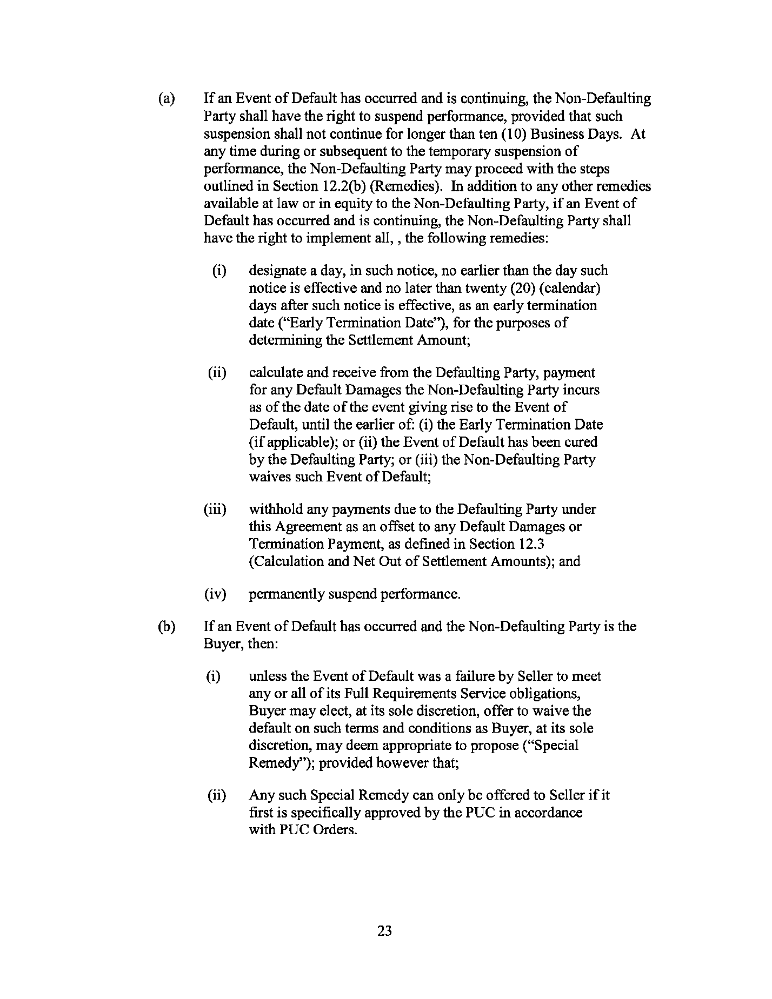 (a) If an Event of Default has occurred and is continuing, the Non-Defaulting
Party shall have the right to suspend performance, provided that such
suspension shall not continue for longer than ten (10) Business Days. At
any time during or subsequent to the temporary suspension of
performance, the Non-Defaulting Party may proceed with the steps
outlined in Section 12.2(b) (Remedies). In addition to any other remedies
available at law or in equity to the Non-Defaulting Party, if an Event of
Default has occurred and is continuing, the Non-Defaulting Party shall
have the right to implement all, , the following remedies:
(i) designate a day, in such notice, no earlier than the day such
notice is effective and no later than twenty (20) (calendar)
days after such notice is effective, as an early termination
date (“Early Termination Date”), for the purposes of
determining the Settlement Amount;
(ii) calculate and receive from the Defaulting Party, payment
for any Default Damages the Non-Defaulting Party incurs
as of the date of the event giving rise to the Event of
Default, until the earlier of: (i) the Early Termination Date
(if applicable); or (ii) the Event of Default has been cured
by the Defaulting Party; or (iii) the Non-Defaulting Party
waives such Event of Default;
(iii) withhold any payments due to the Defaulting Party under
this Agreement as an offset to any Default Damages or
Termination Payment, as defined in Section 12.3
(Calculation and Net Out of Settlement Amounts); and
(iv) permanently suspend performance.
(b) If an Event of Default has occurred and the Non-Defaulting Party is the
Buyer, then:
(i) unless the Event of Default was a failure by Seller to meet
any or all of its Full Requirements Service obligations,
Buyer may elect, at its sole discretion, offer to waive the
default on such terms and conditions as Buyer, at its sole
discretion, may deem appropriate to propose (“Special
Remedy”); provided however that;
(ii) Any such Special Remedy can only be offered to Seller if it
first is specifically approved by the PUC in accordance
with PUC Orders.
23